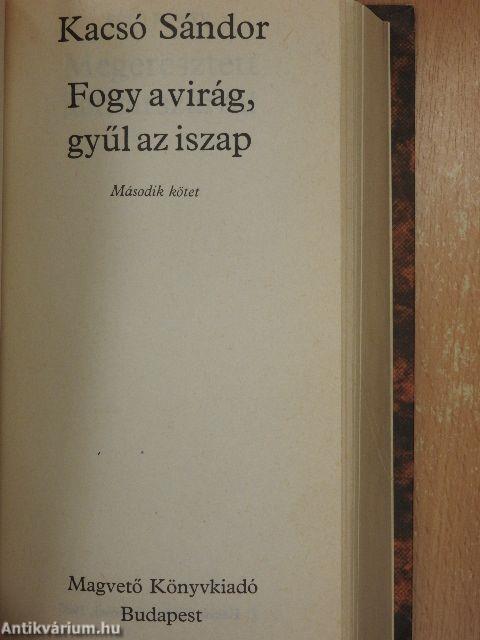 Kacsó Sándor
Fogy a virág,
gyűl az iszap
Második kötet
Magvető Könyvkiadó
Budapest
Antikvárium.hu